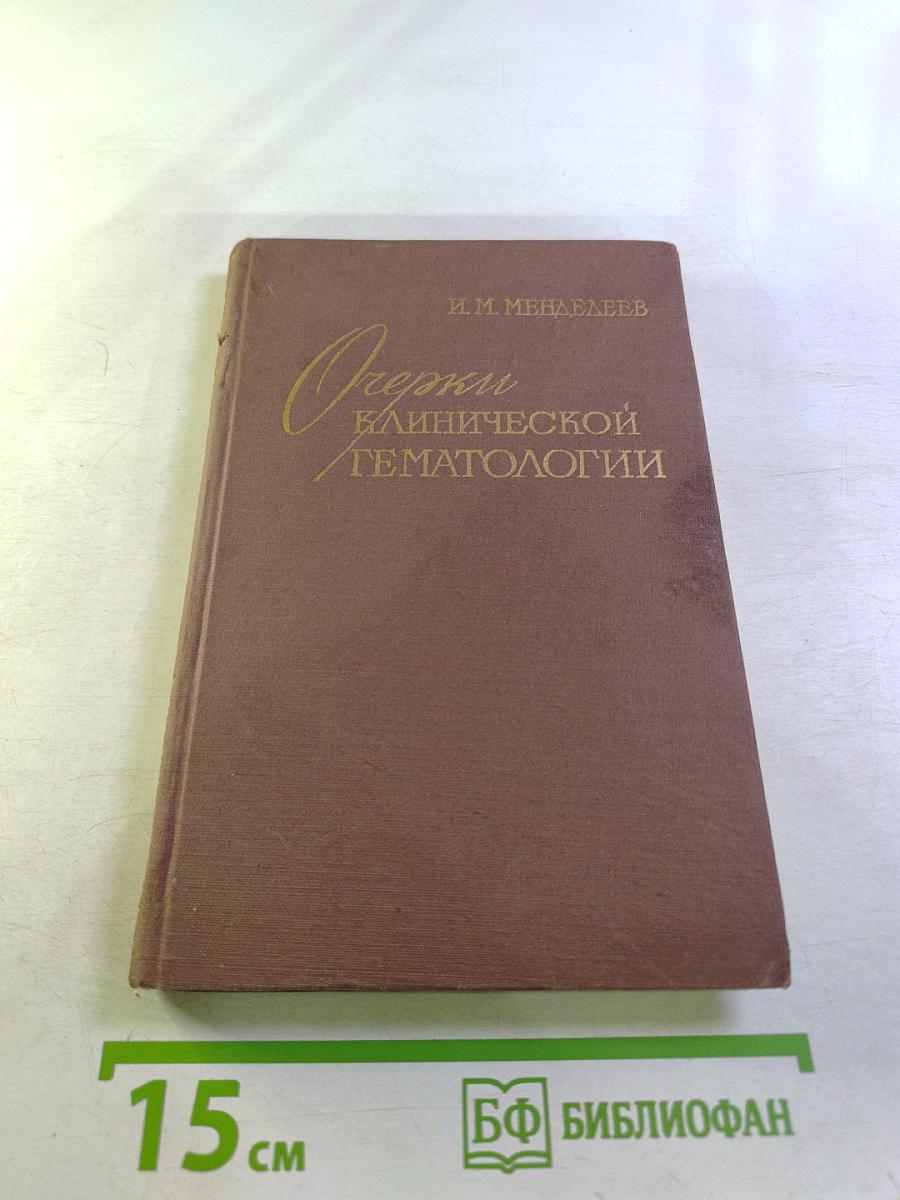 И. М. МЕНДЕЛЕЕВ
Очерки
КЛИНИЧЕСКОЙ
ГЕМАТОЛОГИИ
15 см
БФ БИБЛИОФАН